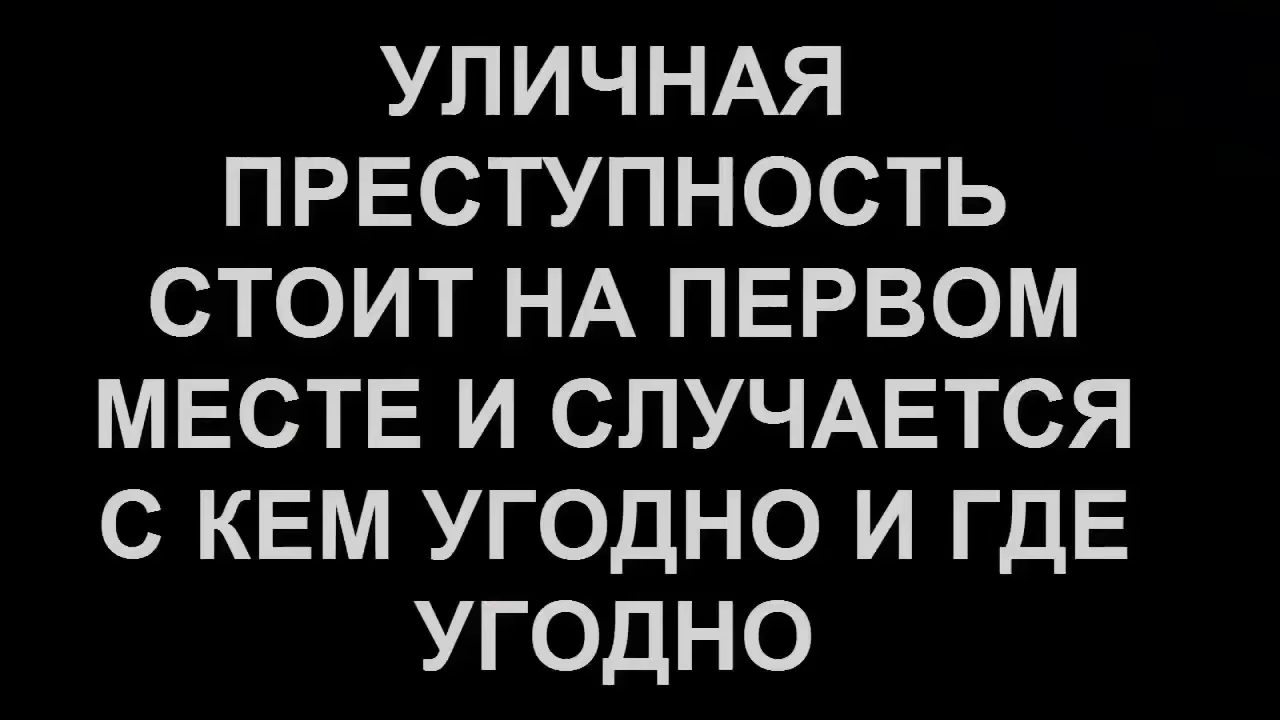 УЛИЧНАЯ
ПРЕСТУПНОСТЬ
СТОИТ НА ПЕРВОМ
МЕСТЕ И СЛУЧАЕТСЯ
С КЕМ УГОДНО И ГДЕ
УГОДНО